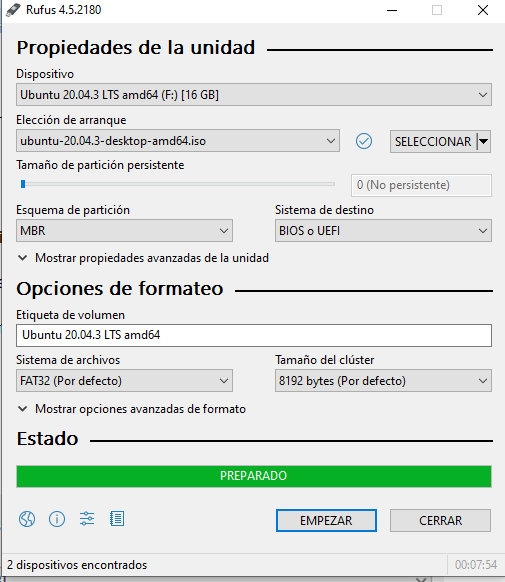 Rufus 4.5.2180
Propiedades de la unidad
Dispositivo
Ubuntu 20.04.3 LTS amd64 (F:) [16 GB]
Elección de arranque
ubuntu-20.04.3-desktop-amd64.iso
SELECCIONAR
Tamaño de partición persistente
0 (No persistente)
Esquema de partición
Sistema de destino
MBR
BIOS o UEFI
Mostrar propiedades avanzadas de la unidad
Opciones de formateo
Etiqueta de volumen
Ubuntu 20.04.3 LTS amd64
Sistema de archivos
Tamaño del clúster
FAT32 (Por defecto)
8192 bytes (Por defecto)
Mostrar opciones avanzadas de formato
Estado
PREPARADO
EMPEZAR
CERRAR
2 dispositivos encontrados
00:07:54